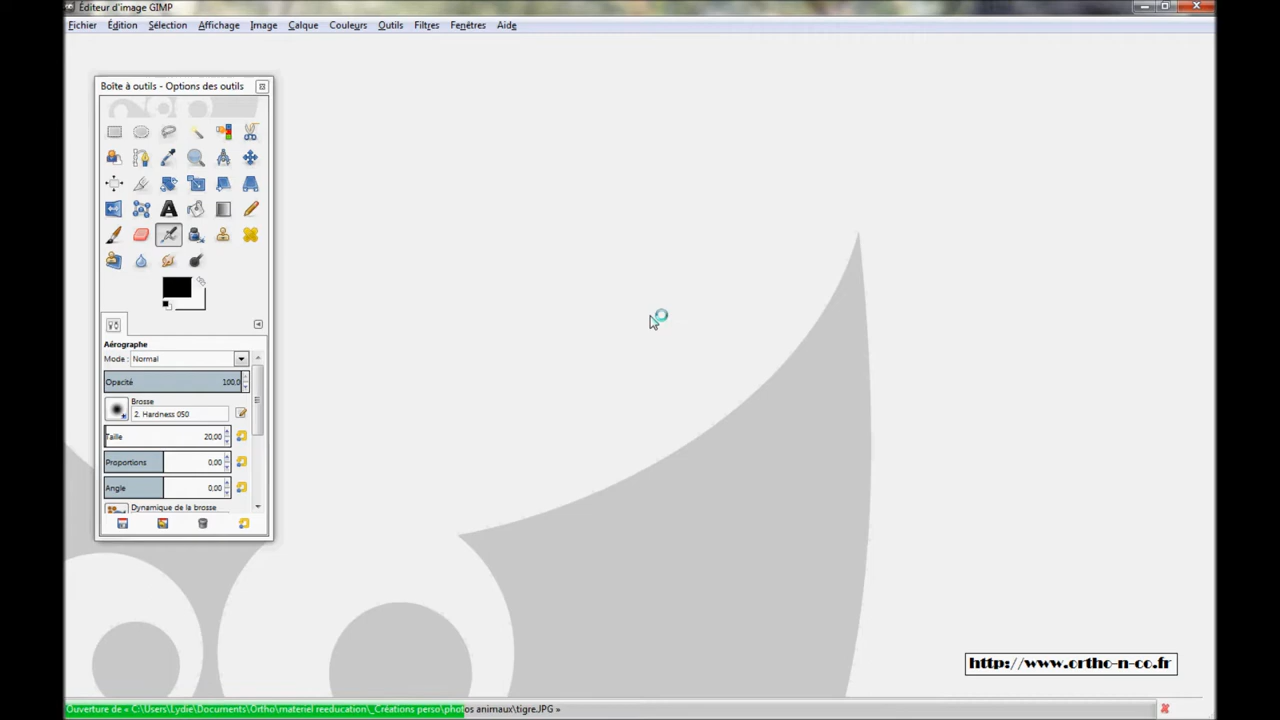 Éditeur d'image GIMP
Fichier Édition Sélection Affichage Image Calque Couleurs Outils Filtres Fenêtres Aide
Boîte à outils - Options des outils
Aérographe
Mode : Normal
Opacité 100,0
Brosse
2. Hardness 050
Taille 20,00
Proportions 0,00
Angle 0,00
Dynamique de la brosse
http://www.ortho-n-co.fr
Ouverture de « C:\Users\Lydie\Documents\Ortho\materiel reeducation\_Créations perso\photos animaux\tigre.JPG »